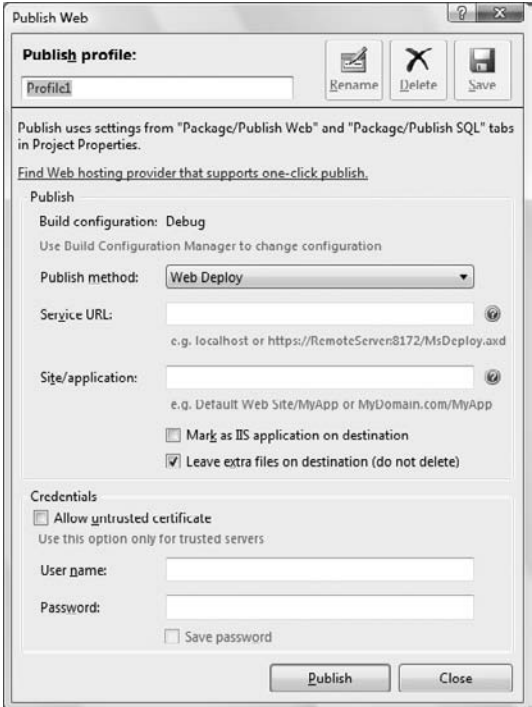 Publish Web
Publish profile:
Profile1
Rename
Delete
Save
Publish uses settings from "Package/Publish Web" and "Package/Publish SQL" tabs
in Project Properties.
Find Web hosting provider that supports one-click publish.
Publish
Build configuration: Debug
Use Build Configuration Manager to change configuration
Publish method: Web Deploy
Service URL:
e.g. localhost or https://RemoteServer:8172/MsDeploy.axd
Site/application:
e.g. Default Web Site/MyApp or MyDomain.com/MyApp
Mark as IIS application on destination
Leave extra files on destination (do not delete)
Credentials
Allow untrusted certificate
Use this option only for trusted servers
User name:
Password:
Save password
Publish
Close